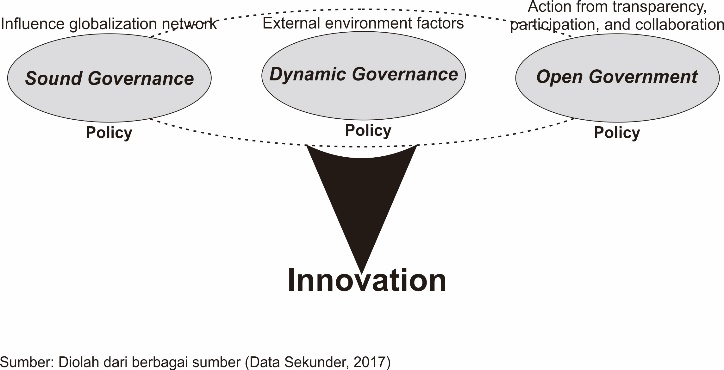 Influence globalization network
External environment factors
Action from transparency,
participation, and collaboration
Sound Governance
Dynamic Governance
Open Government
Policy
Policy
Policy
Innovation
Sumber: Diolah dari berbagai sumber (Data Sekunder, 2017)